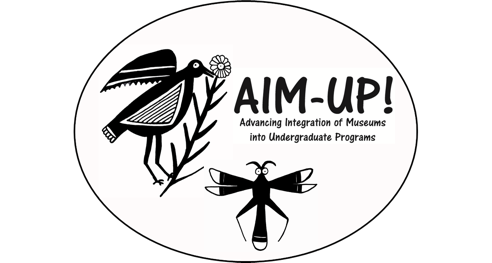 AIM-UP!
Advancing Integration of Museums
into Undergraduate Programs